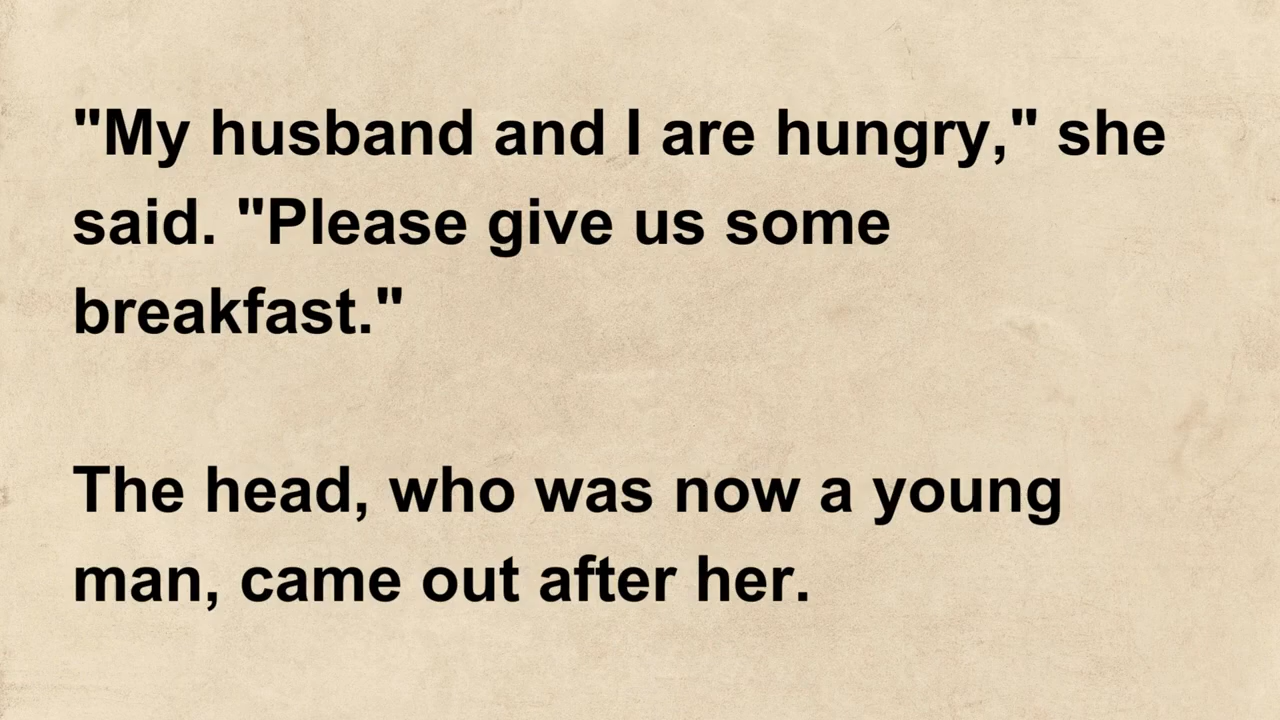 "My husband and I are hungry," she
said. "Please give us some
breakfast."
The head, who was now a young
man, came out after her.